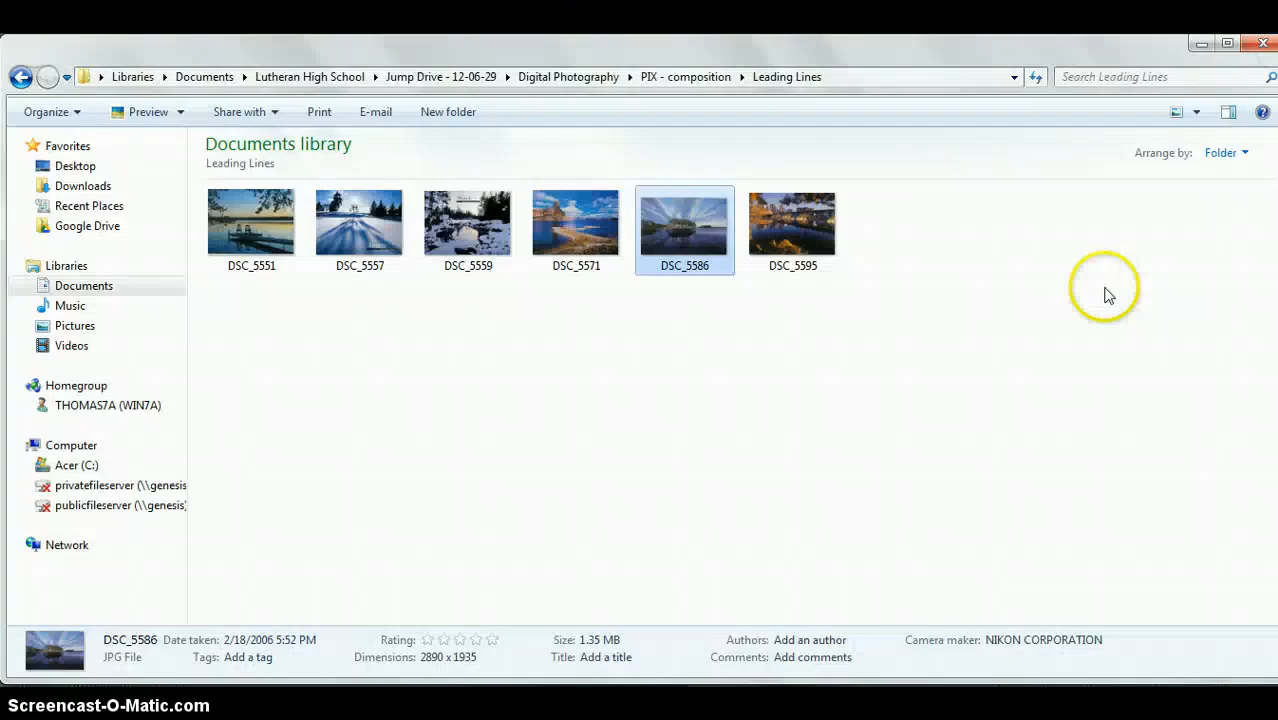 Libraries Documents Lutheran High School Jump Drive - 12-06-29 Digital Photography PIX - composition Leading Lines Search Leading Lines
Organize Preview Share with Print E-mail New folder
Favorites
Desktop
Downloads
Recent Places
Google Drive
Libraries
Documents
Music
Pictures
Videos
Homegroup
THOMAS7A (WIN7A)
Computer
Acer (C:)
privatefileserver (\\genesis
publicfileserver (\\genesis)
Network
Documents library
Leading Lines
Arrange by: Folder
DSC_5551 DSC_5557 DSC_5559 DSC_5571 DSC_5586 DSC_5595
DSC_5586 Date taken: 2/18/2006 5:52 PM Rating: Size: 1.35 MB Authors: Add an author Camera maker: NIKON CORPORATION
JPG File Tags: Add a tag Dimensions: 2890 x 1935 Title: Add a title Comments: Add comments
Screencast-O-Matic.com